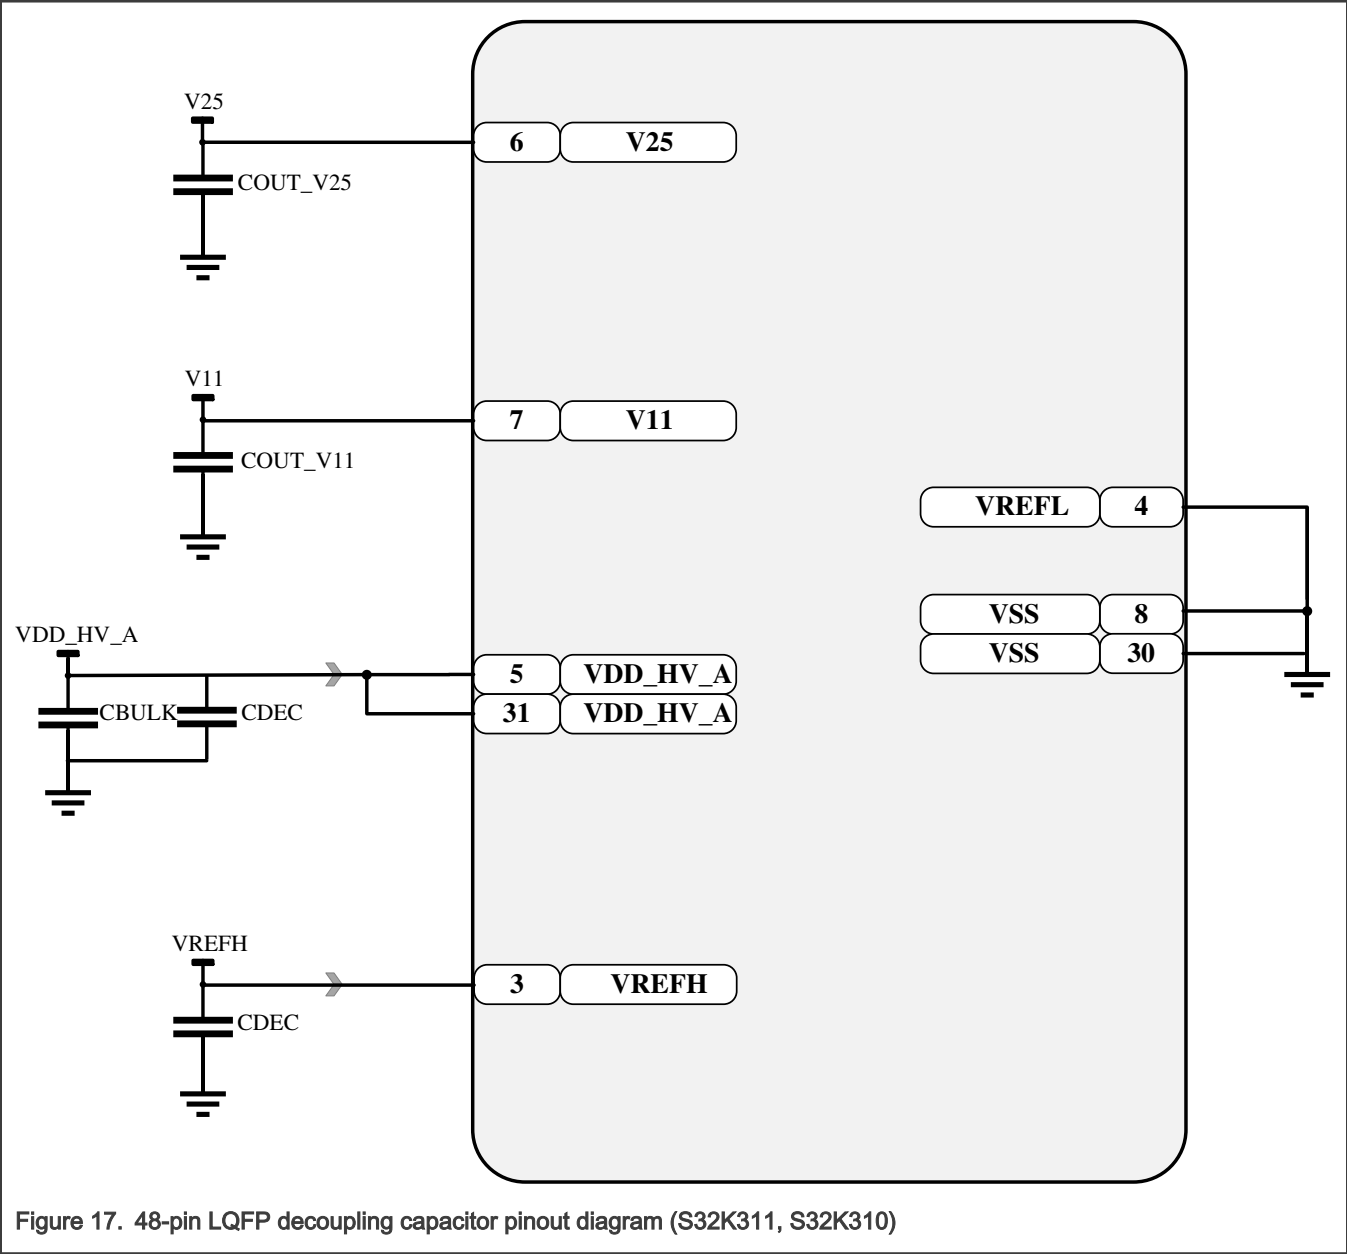 V25
6 V25
COUT_V25
V11
7 V11
COUT_V11
VREFL 4
VSS 8
VSS 30
VDD_HV_A
5 VDD_HV_A
31 VDD_HV_A
CBULK CDEC
VREFH
3 VREFH
CDEC
Figure 17. 48-pin LQFP decoupling capacitor pinout diagram (S32K311, S32K310)